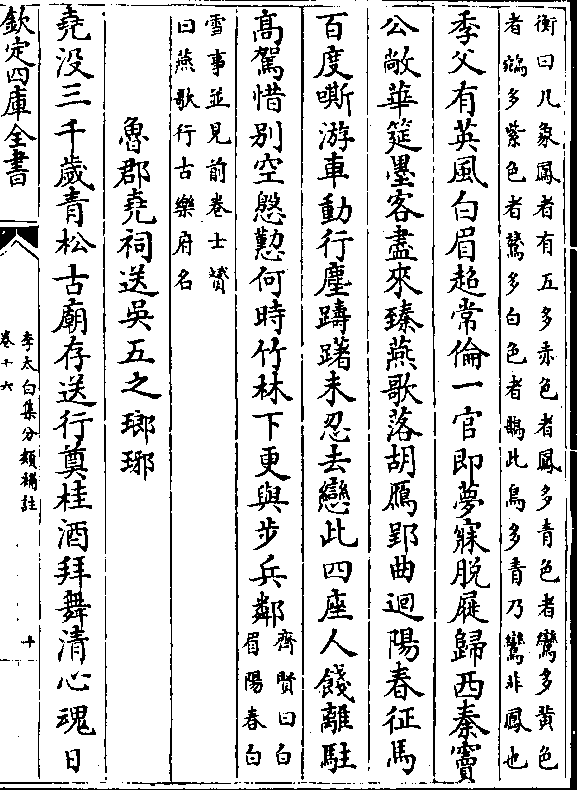 衡曰凡象鳳者有五多赤色者鳳多青色者鸞多黄色
者鵷多紫色者鷟多白色者鵠此鳥多青乃鸞非鳳也
季父有英風白眉超常倫一官即夢寐脫屣歸西秦竇
公敞華筵墨客盡來臻燕歌落胡鴈郢曲迴陽春征馬
百度嘶游車動行塵躊躇未忍去戀此四座人餞離駐
高駕惜別空慇懃何時竹林下更與步兵鄰
齊賢曰白
眉陽春白
雪事並見前卷士贇
曰燕歌行古樂府名
魯郡堯祠送吳五之瑯琊
堯没三千歲青松古廟存送行奠桂酒拜舞清心魂日
欽定四庫全書
李太白集分類補註
卷十六
十